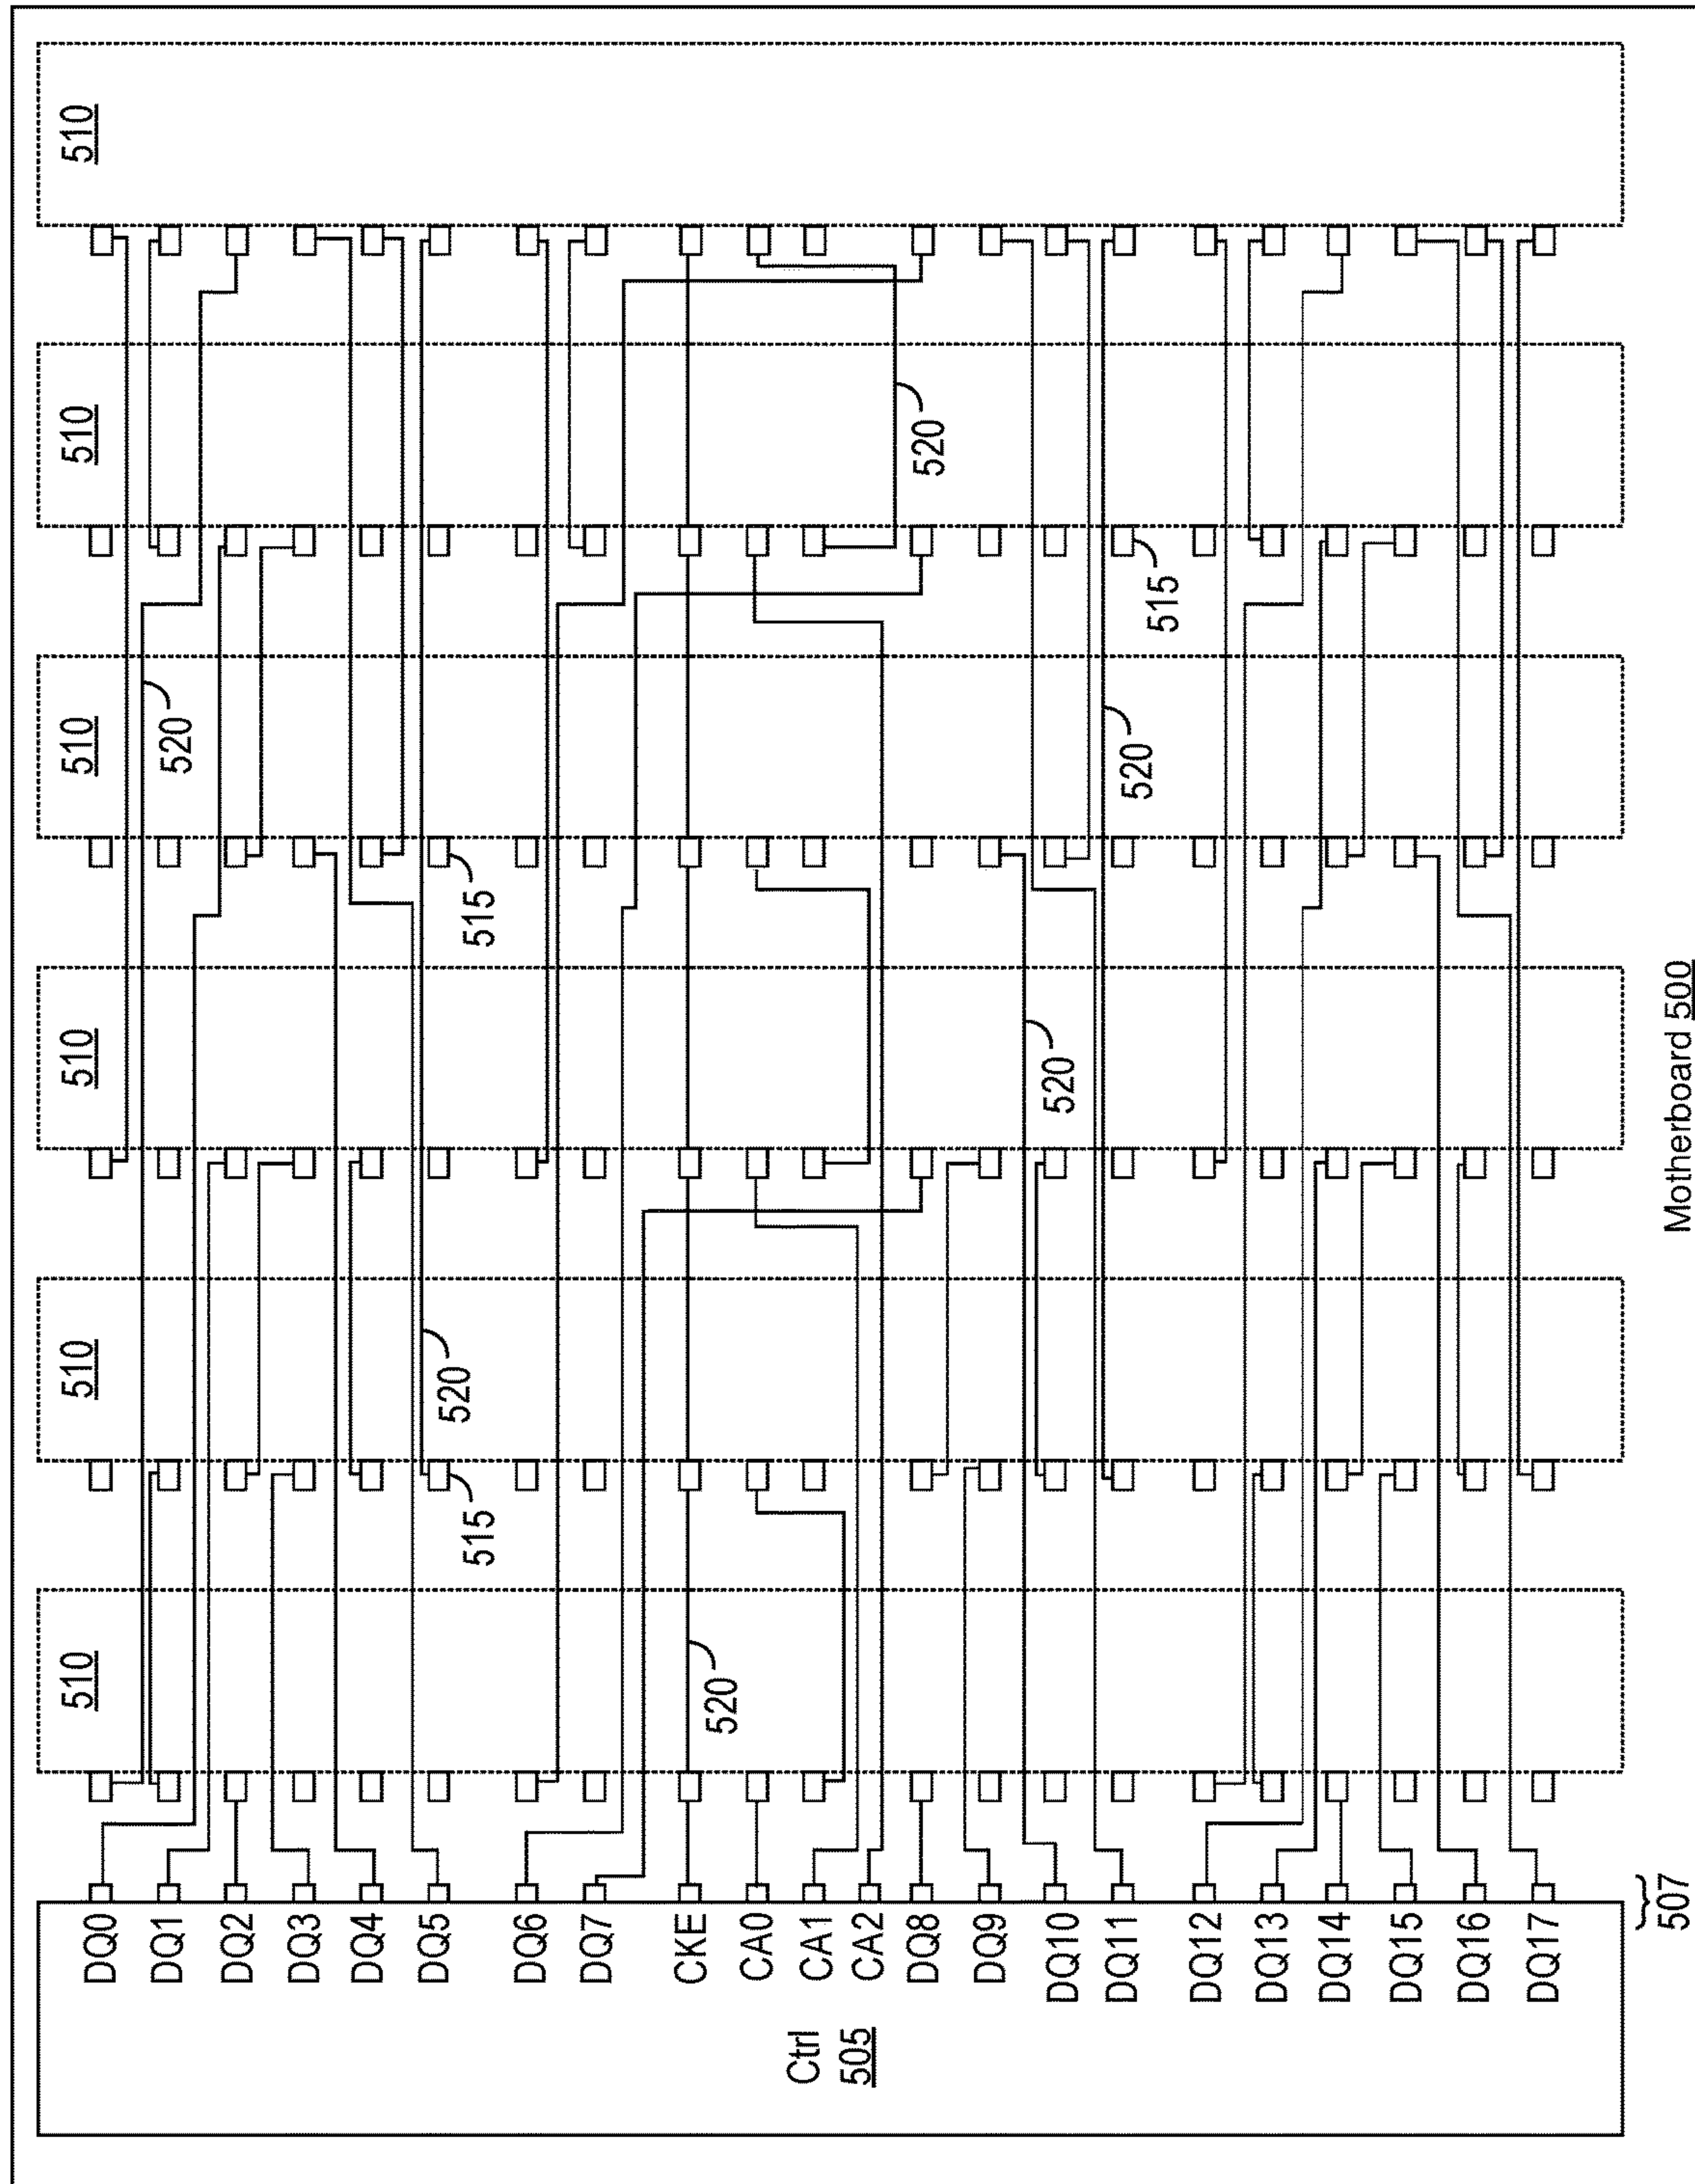 510
510
510
510
510
510
DQ0
DQ1
520
DQ2
DQ3
DQ4
DQ5
520
515
515
DQ6
DQ7
CKE
520
CA0
Ctrl
505
CA1
CA2
DQ8
520
DQ9
DQ10
520
DQ11
520
515
DQ12
DQ13
DQ14
DQ15
DQ16
DQ17
507
Motherboard 500